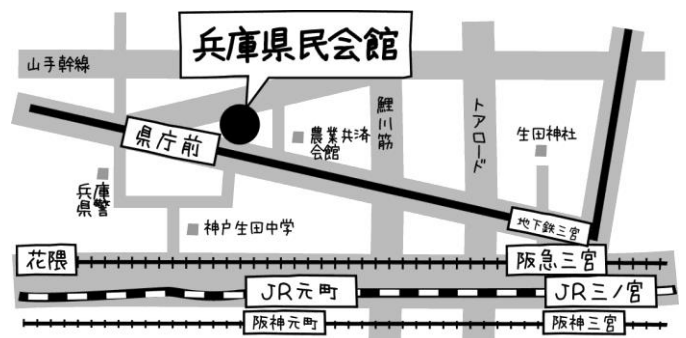 兵庫県民会館
山手幹線
県庁前
農業共済
会館
鯉川筋
トアロード
生田神社
兵庫
県警
神戸生田中学
地下鉄三宮
花隈
阪急三宮
JR元町
JR三ノ宮
阪神元町
阪神三宮